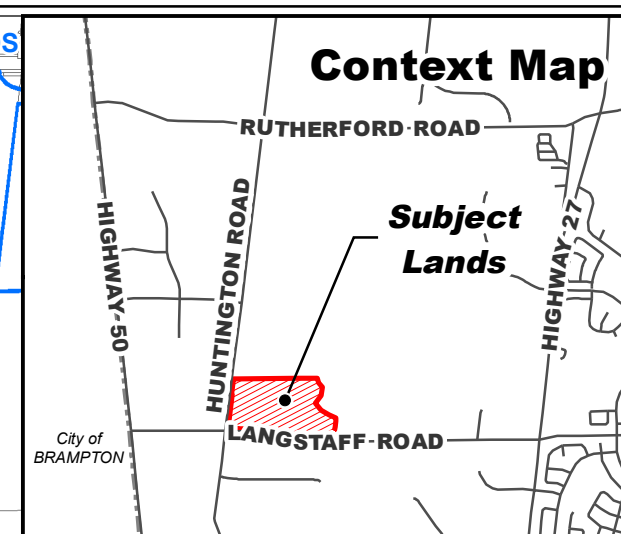 S
Context Map
RUTHERFORD ROAD
HIGHWAY 50
HUNTINGTON ROAD
Subject
Lands
HIGHWAY 27
LANGSTAFF ROAD
City of
BRAMPTON